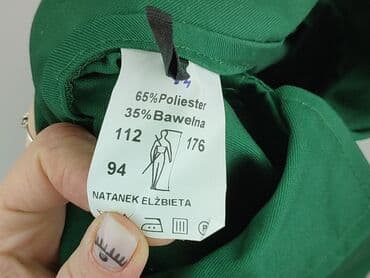 65%Poliester
35%Bawełna
112 176
94
NATANEK ELŻBIETA
P